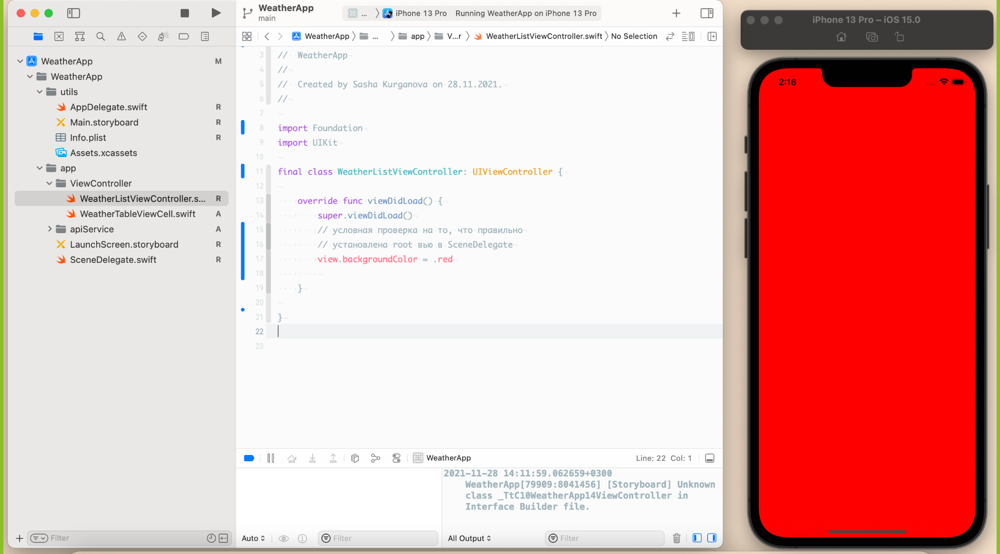 WeatherApp
main
... iPhone 13 Pro Running WeatherApp on iPhone 13 Pro
WeatherApp ... app V...r WeatherListViewController.swift No Selection
WeatherApp M
WeatherApp
utils
AppDelegate.swift R
Main.storyboard R
Info.plist R
Assets.xcassets
app
ViewController
WeatherListViewController.s... R
WeatherTableViewCell.swift A
apiService A
LaunchScreen.storyboard R
SceneDelegate.swift R
Filter
3 // WeatherApp
4 //
5 // Created by Sasha Kurganova on 28.11.2021.
6 //
7
8 import Foundation
9 import UIKit
10
11 final class WeatherListViewController: UIViewController {
12
13 override func viewDidLoad() {
14 super.viewDidLoad()
15 // условная проверка на то, что правильно
16 // установлена root вью в SceneDelegate
17 view.backgroundColor = .red
18
19 }
20
21 }
22
23
WeatherApp Line: 22 Col: 1
2021-11-28 14:11:59.062659+0300
WeatherApp[79909:8041456] [Storyboard] Unknown
class _TtC10WeatherApp14ViewController in
Interface Builder file.
Auto Filter All Output Filter
iPhone 13 Pro – iOS 15.0
2:16